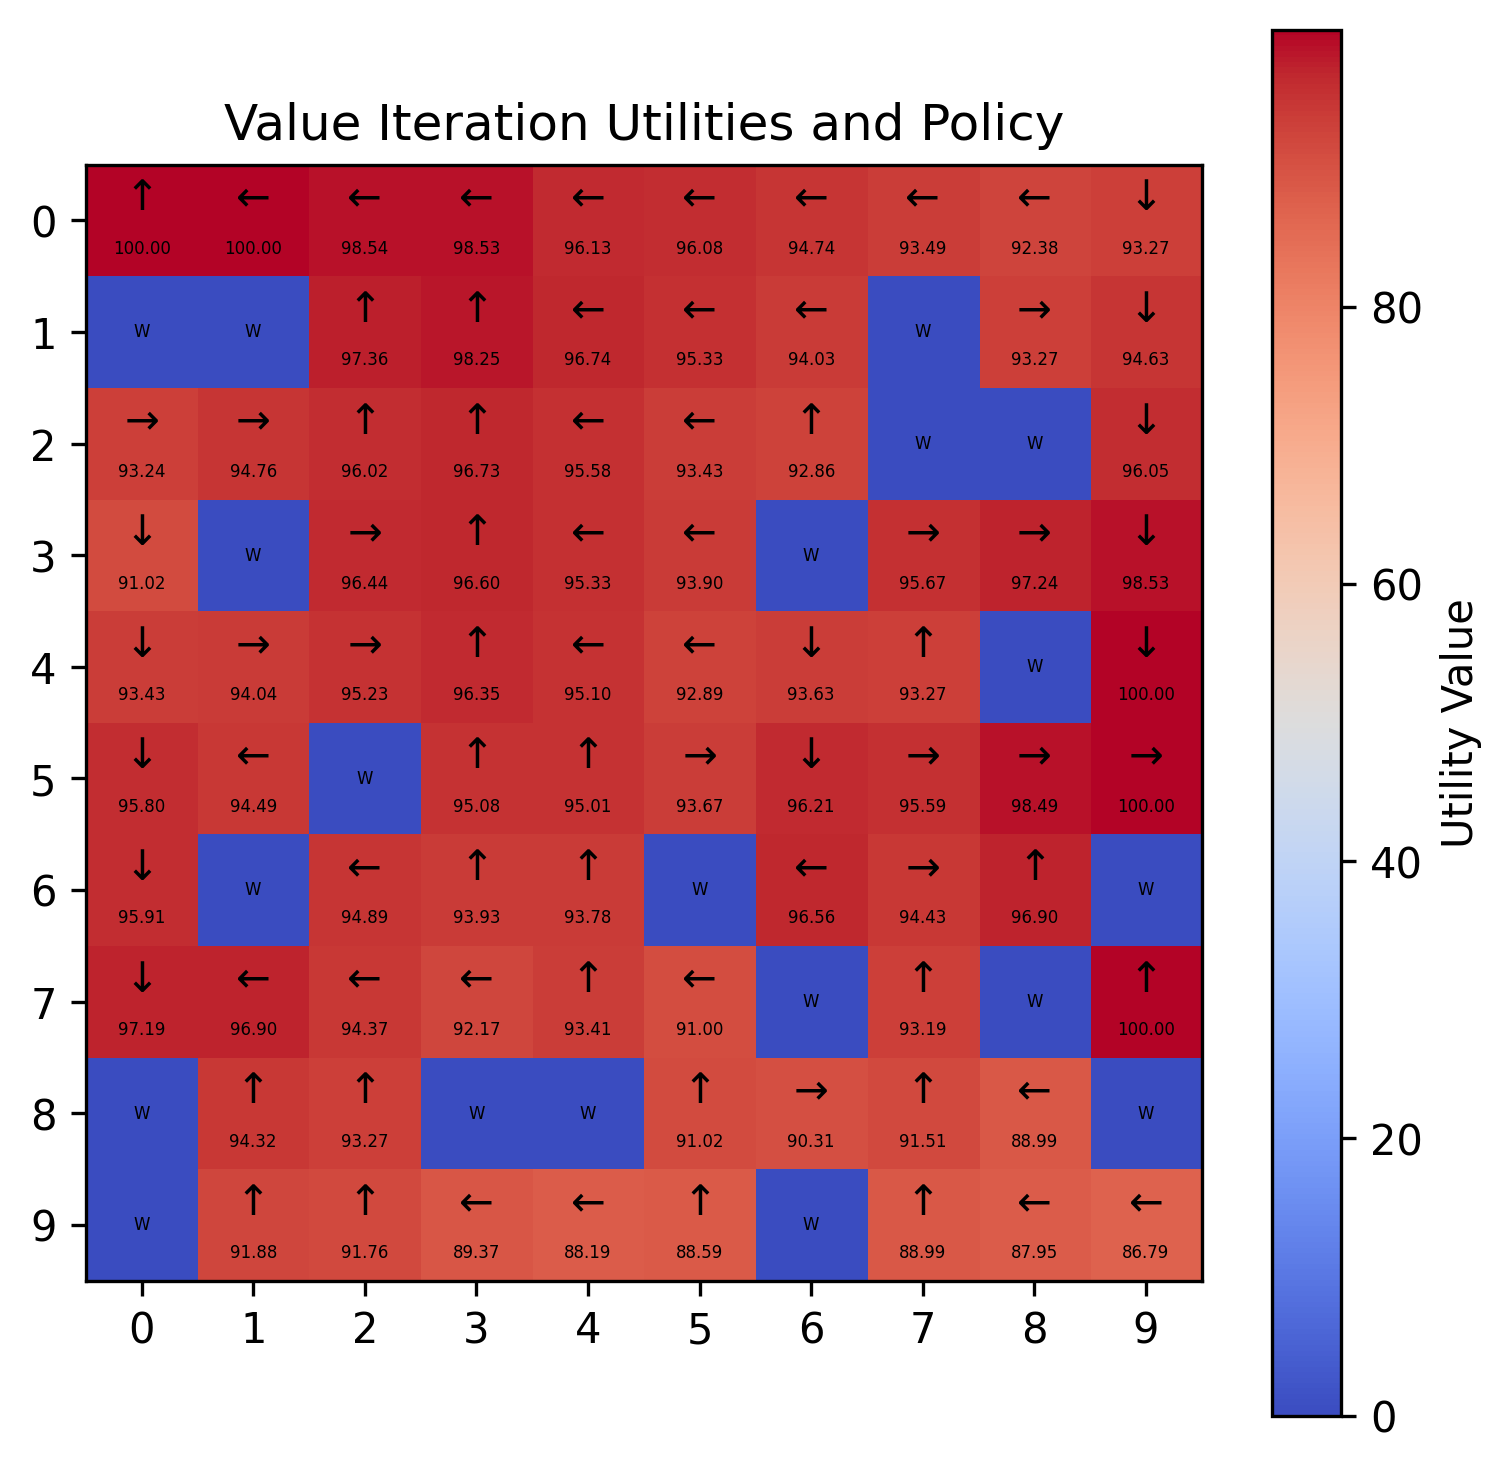 Value Iteration Utilities and Policy
0 ↑ ← ← ← ← ← ← ← ← ↓
100.00 100.00 98.54 98.53 96.13 96.08 94.74 93.49 92.38 93.27
1 W W ↑ ↑ ← ← ← W → ↓
97.36 98.25 96.74 95.33 94.03 93.27 94.63
2 → → ↑ ↑ ← ← ↑ W W ↓
93.24 94.76 96.02 96.73 95.58 93.43 92.86 96.05
3 ↓ W → ↑ ← ← W → → ↓
91.02 96.44 96.60 95.33 93.90 95.67 97.24 98.53
4 ↓ → → ↑ ← ← ↓ ↑ W ↓
93.43 94.04 95.23 96.35 95.10 92.89 93.63 93.27 100.00
5 ↓ ← W ↑ ↑ → ↓ → → →
95.80 94.49 95.08 95.01 93.67 96.21 95.59 98.49 100.00
6 ↓ W ← ↑ ↑ W ← → ↑ W
95.91 94.89 93.93 93.78 96.56 94.43 96.90
7 ↓ ← ← ← ↑ ← W ↑ W ↑
97.19 96.90 94.37 92.17 93.41 91.00 93.19 100.00
8 W ↑ ↑ W W ↑ → ↑ ← W
94.32 93.27 91.02 90.31 91.51 88.99
9 W ↑ ↑ ← ← ↑ W ↑ ← ←
91.88 91.76 89.37 88.19 88.59 88.99 87.95 86.79
0 1 2 3 4 5 6 7 8 9
80
60
40
20
0
Utility Value